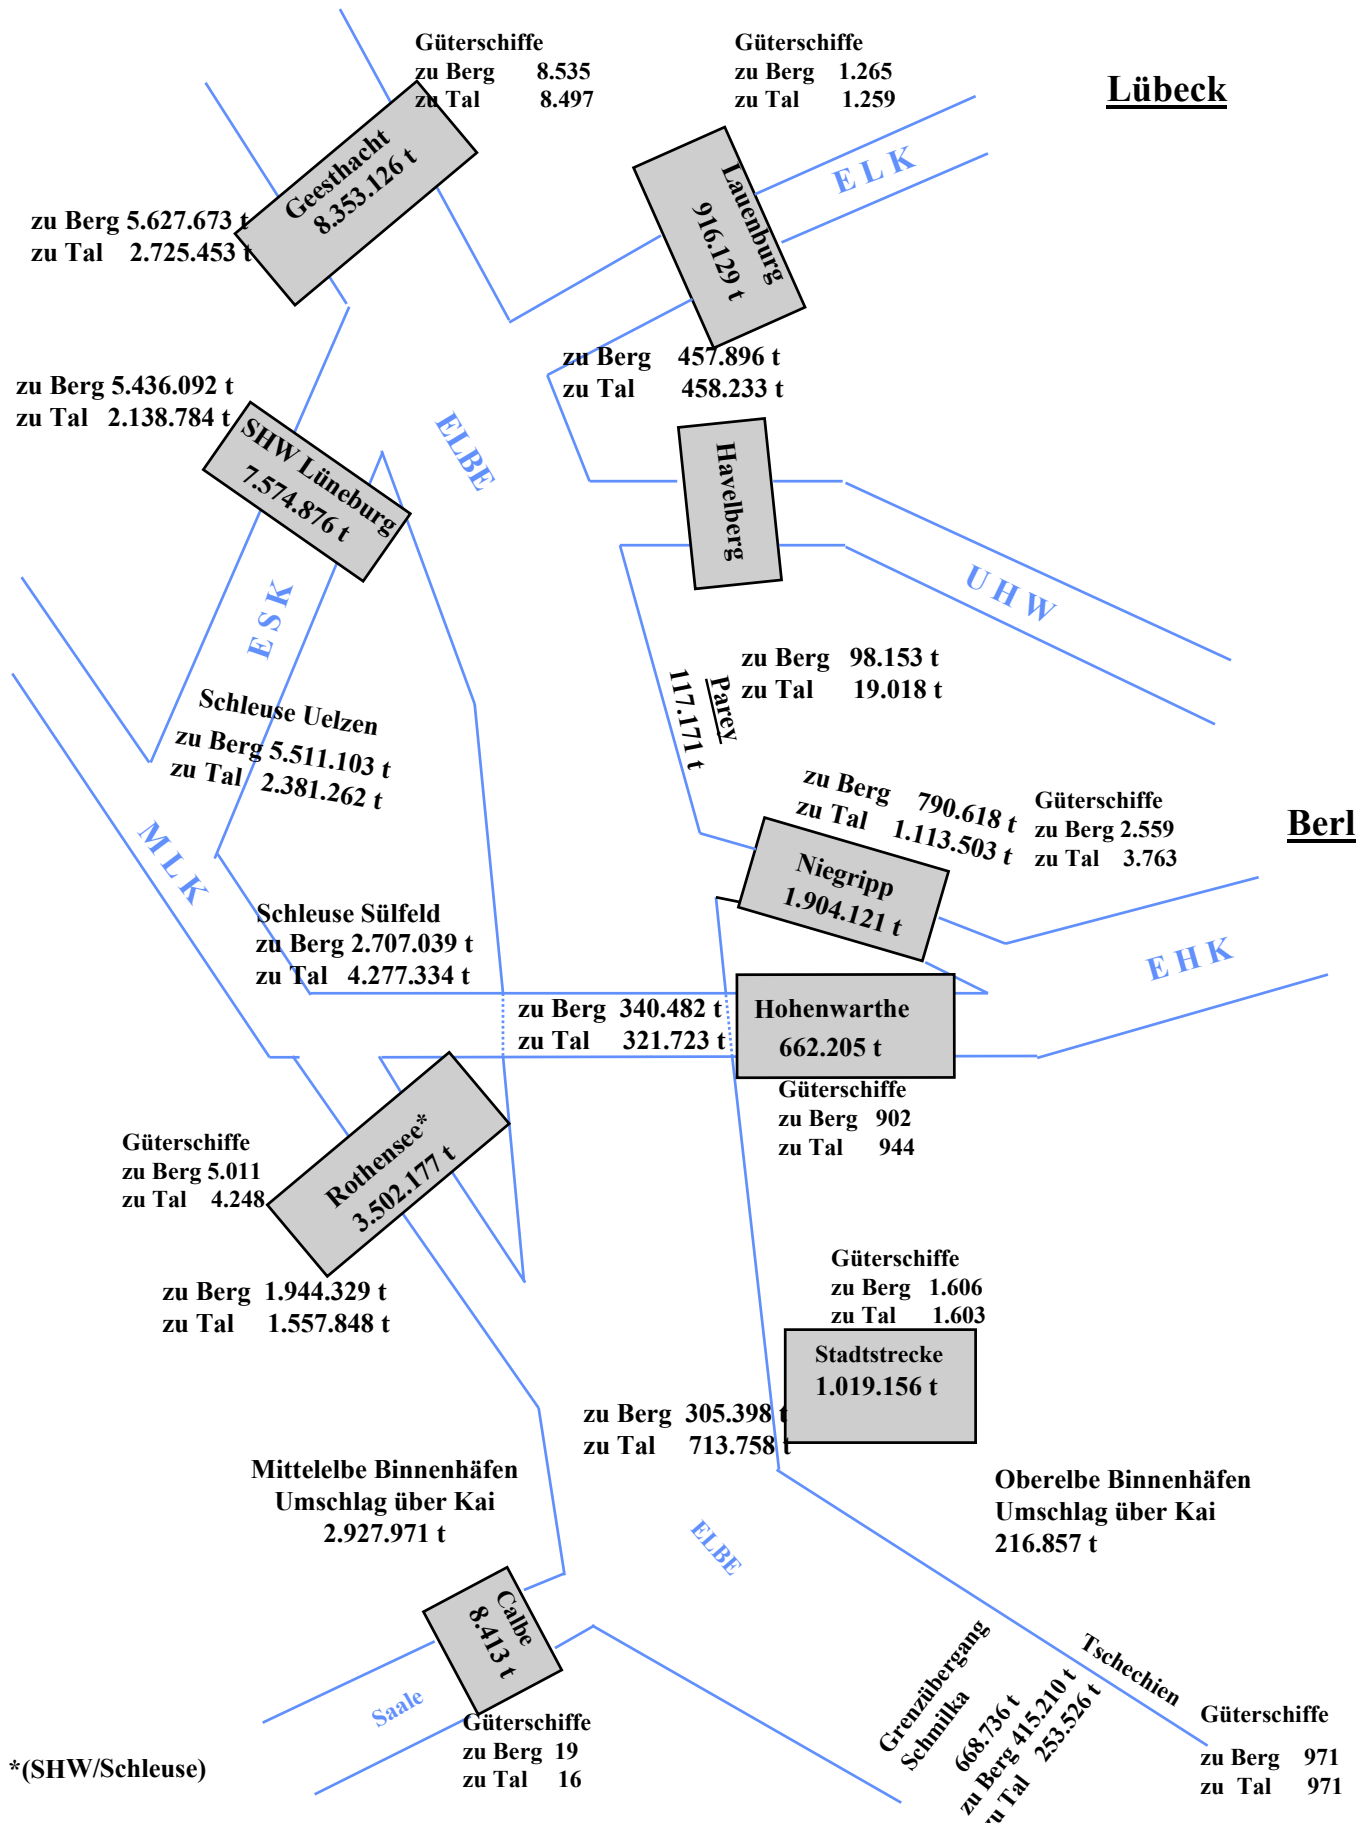 Güterschiffe
zu Berg 8.535
zu Tal 8.497
Güterschiffe
zu Berg 1.265
zu Tal 1.259
Lübeck
Geesthacht
8.353.126 t
Lauenburg
916.129 t
ELK
zu Berg 5.627.673 t
zu Tal 2.725.453 t
zu Berg 457.896 t
zu Tal 458.233 t
zu Berg 5.436.092 t
zu Tal 2.138.784 t
SHW Lüneburg
7.574.876 t
ELBE
Havelberg
UHW
ESK
zu Berg 98.153 t
zu Tal 19.018 t
Parey
117.171 t
Schleuse Uelzen
zu Berg 5.511.103 t
zu Tal 2.381.262 t
zu Berg 790.618 t
zu Tal 1.113.503 t
Güterschiffe
zu Berg 2.559
zu Tal 3.763
Berl
MLK
Niegripp
1.904.121 t
Schleuse Sülfeld
zu Berg 2.707.039 t
zu Tal 4.277.334 t
EHK
zu Berg 340.482 t
zu Tal 321.723 t
Hohenwarthe
662.205 t
Güterschiffe
zu Berg 902
zu Tal 944
Güterschiffe
zu Berg 5.011
zu Tal 4.248
Rothensee*
3.502.177 t
zu Berg 1.944.329 t
zu Tal 1.557.848 t
Güterschiffe
zu Berg 1.606
zu Tal 1.603
Stadtstrecke
1.019.156 t
zu Berg 305.398 t
zu Tal 713.758 t
Mittelelbe Binnenhäfen
Umschlag über Kai
2.927.971 t
Oberelbe Binnenhäfen
Umschlag über Kai
216.857 t
ELBE
Calbe
8.413 t
Saale
Güterschiffe
zu Berg 19
zu Tal 16
Grenzübergang
Schmilka
668.736 t
zu Berg 415.210 t
zu Tal 253.526 t
Tschechien
Güterschiffe
zu Berg 971
zu Tal 971
*(SHW/Schleuse)